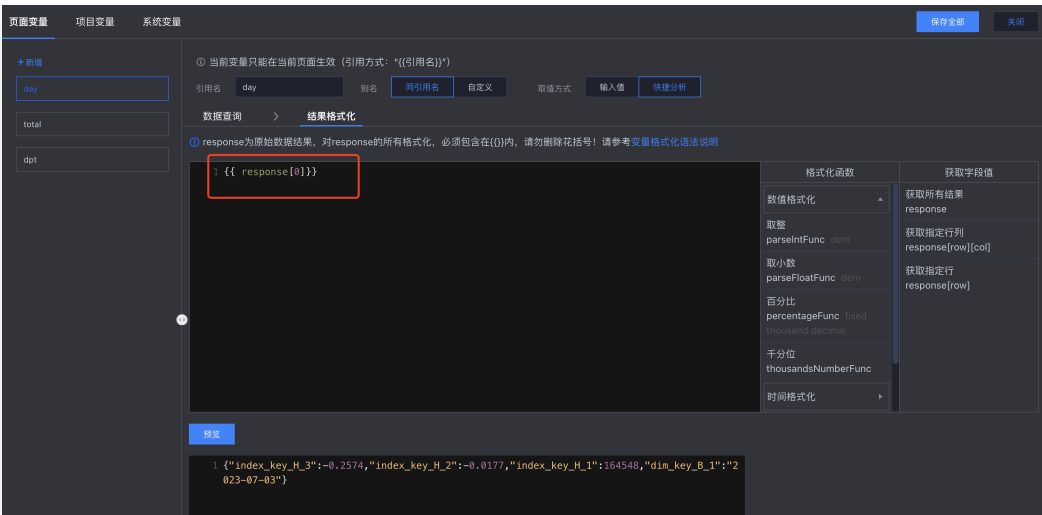 页面变量 项目变量 系统变量 保存全部 关闭
+新增
day
total
dpt
① 当前变量只能在当前页面生效（引用方式：“{{引用名}}”）
引用名 day 别名 同引用名 自定义 取值方式 输入值 快捷分析
数据查询 > 结果格式化
① response为原始数据结果，对response的所有格式化，必须包含在{{}}内，请勿删除花括号！请参考变量格式化语法说明
1 {{ response[0]}}
格式化函数
数值格式化
取整
parseIntFunc dem
取小数
parseFloatFunc dem
百分比
percentageFunc fixed
thousand decimal
千分位
thousandsNumberFunc
时间格式化
获取字段值
获取所有结果
response
获取指定行列
response[row][col]
获取指定行
response[row]
预览
1 {"index_key_H_3":-0.2574,"index_key_H_2":-0.0177,"index_key_H_1":164548,"dim_key_B_1":"2
023-07-03"}